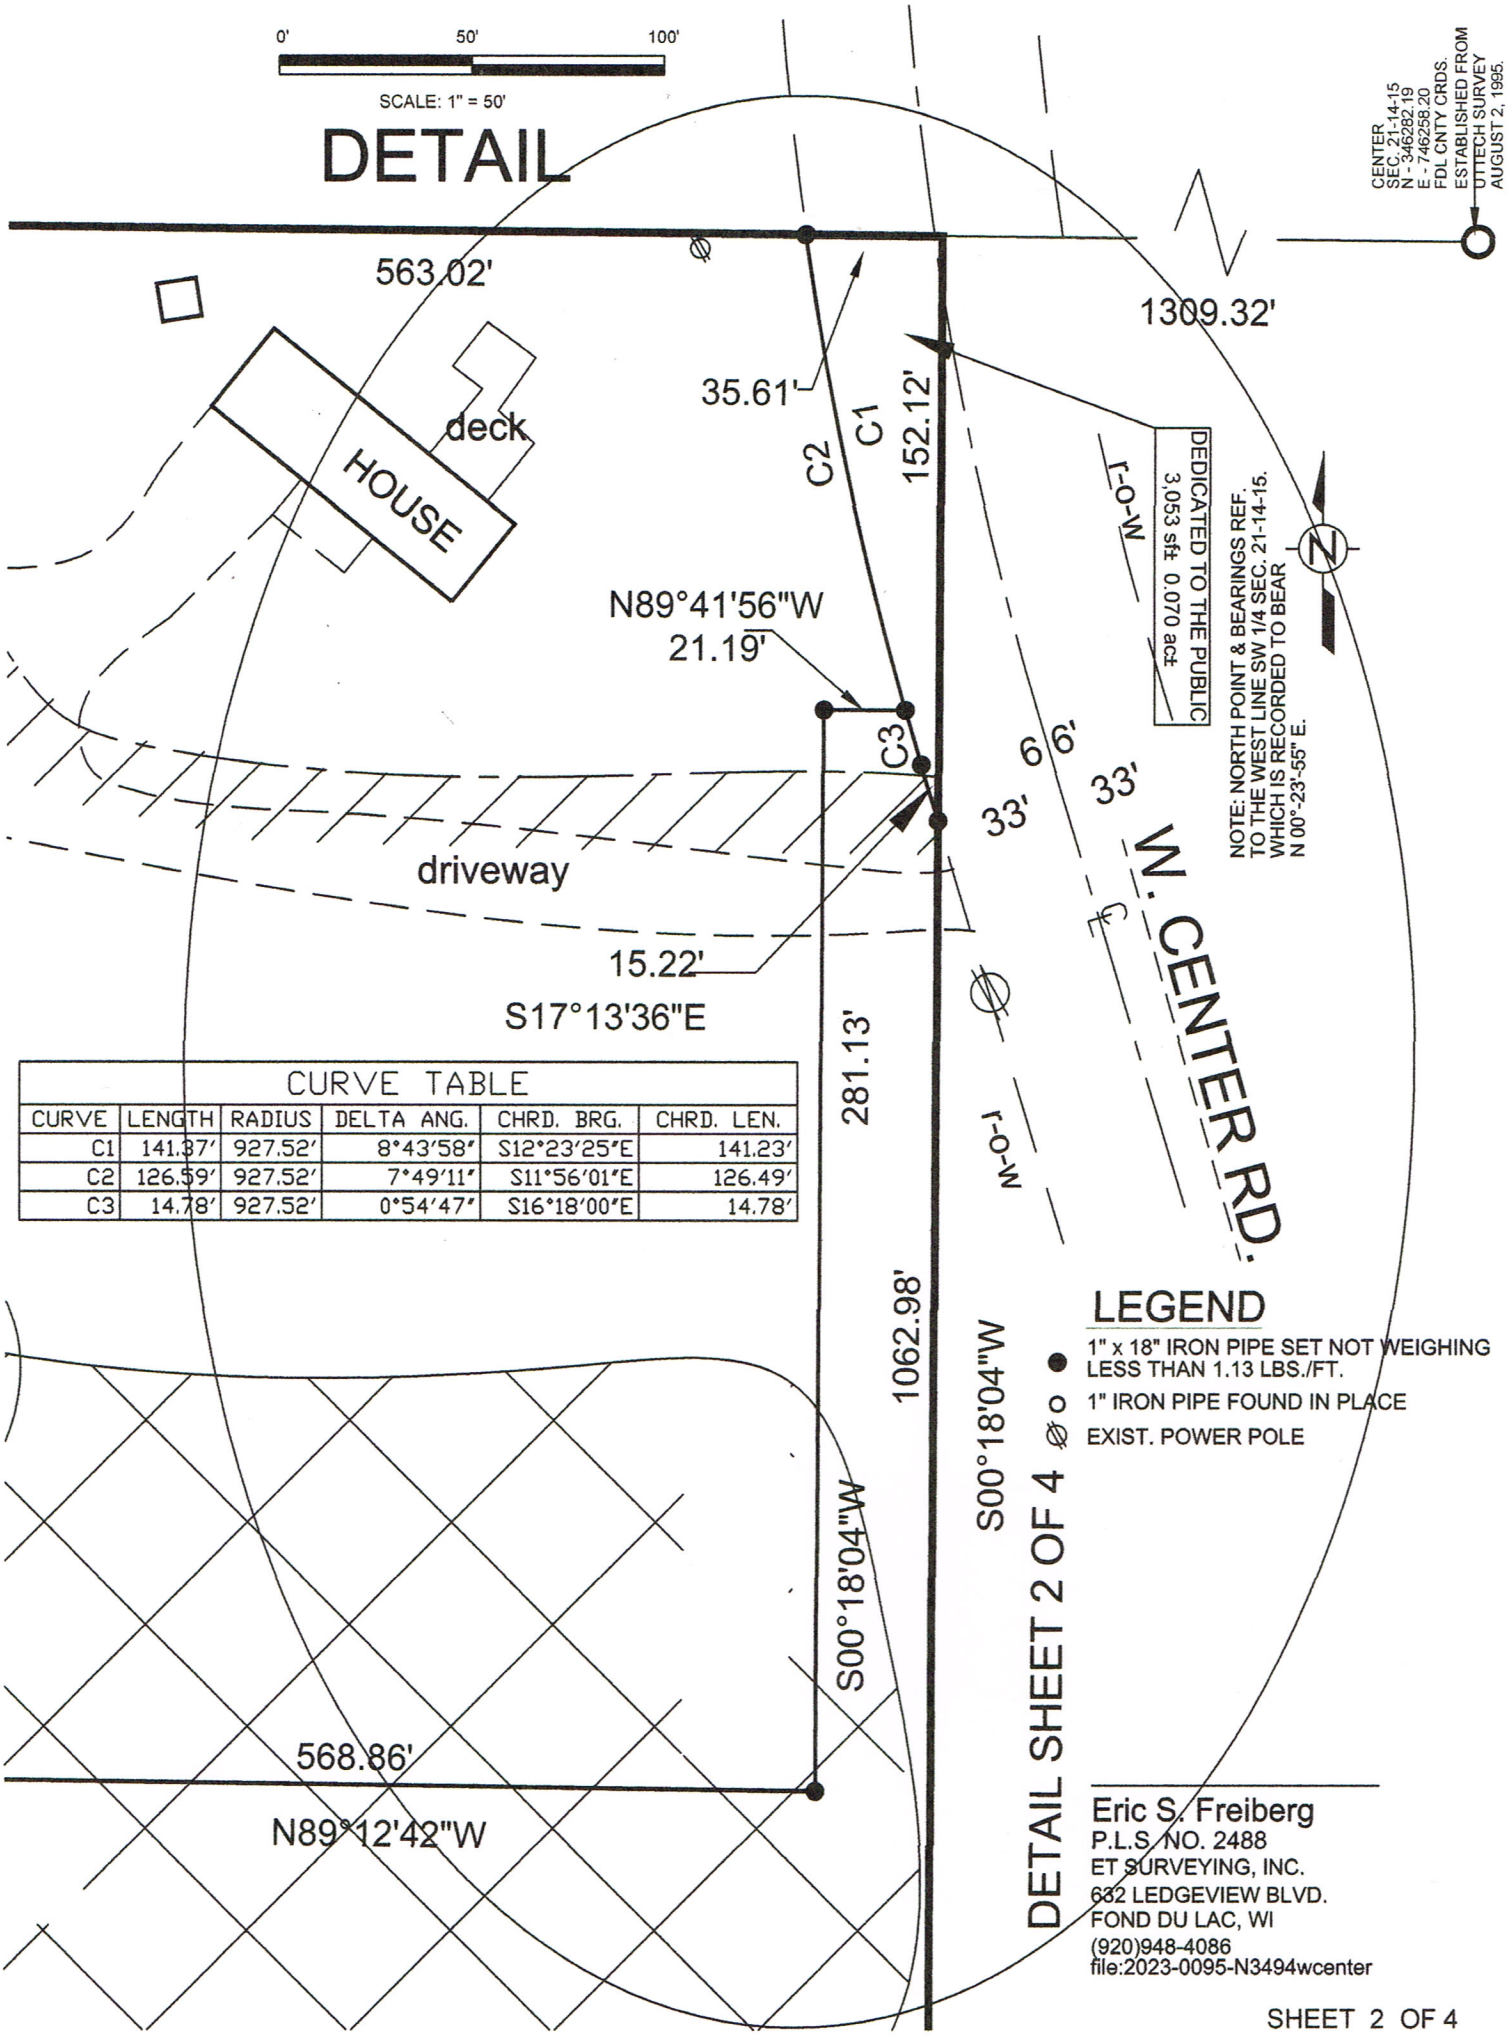 0' 50' 100'
SCALE: 1" = 50'
DETAIL
CENTER
SEC. 21-14-15
N - 346282.19
E - 746258.20
FDL CNTY CRDS.
ESTABLISHED FROM
UTTECH SURVEY
AUGUST 2, 1995.
563.02'
1309.32'
35.61'
C1
C2
152.12'
deck
HOUSE
r-o-w
DEDICATED TO THE PUBLIC
3,053 sf± 0.070 ac±
NOTE: NORTH POINT & BEARINGS REF.
TO THE WEST LINE SW 1/4 SEC. 21-14-15.
WHICH IS RECORDED TO BEAR
N 00°-23'-55" E.
N
N89°41'56"W
21.19'
C3
66'
33'
33'
W. CENTER RD.
driveway
15.22'
S17°13'36"E
281.13'
r-o-w
CURVE TABLE
CURVE LENGTH RADIUS DELTA ANG. CHRD. BRG. CHRD. LEN.
C1 141.37' 927.52' 8°43'58" S12°23'25"E 141.23'
C2 126.59' 927.52' 7°49'11" S11°56'01"E 126.49'
C3 14.78' 927.52' 0°54'47" S16°18'00"E 14.78'
1062.98'
S00°18'04"W
S00°18'04"W
LEGEND
1" x 18" IRON PIPE SET NOT WEIGHING
LESS THAN 1.13 LBS./FT.
1" IRON PIPE FOUND IN PLACE
EXIST. POWER POLE
DETAIL SHEET 2 OF 4
568.86'
N89°12'42"W
Eric S. Freiberg
P.L.S. NO. 2488
ET SURVEYING, INC.
632 LEDGEVIEW BLVD.
FOND DU LAC, WI
(920)948-4086
file:2023-0095-N3494wcenter
SHEET 2 OF 4